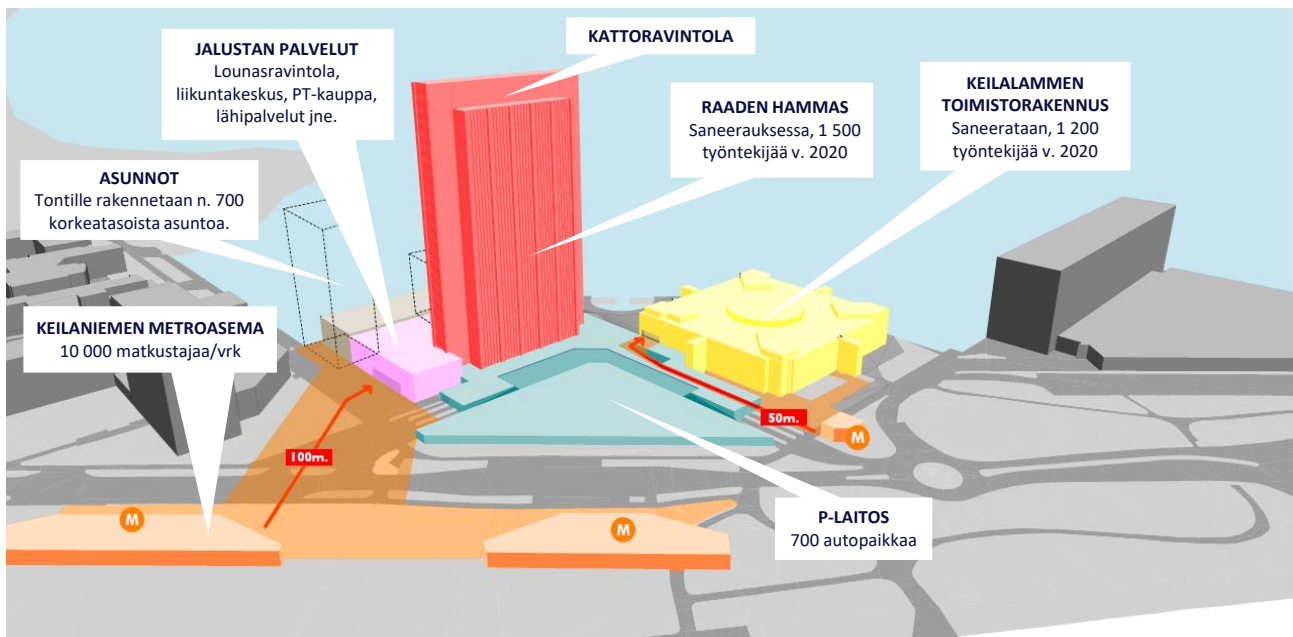 JALUSTAN PALVELUT
Lounasravintola,
liikuntakeskus, PT-kauppa,
lähipalvelut jne.
KATTORAVINTOLA
RAADEN HAMMAS
Saneerauksessa, 1 500
työntekijää v. 2020
KEILALAMMEN
TOIMISTORAKENNUS
Saneerataan, 1 200
työntekijää v. 2020
ASUNNOT
Tontille rakennetaan n. 700
korkeatasoista asuntoa.
KEILANIEMEN METROASEMA
10 000 matkustajaa/vrk
50m.
M
100m.
M
M
P-LAITOS
700 autopaikkaa